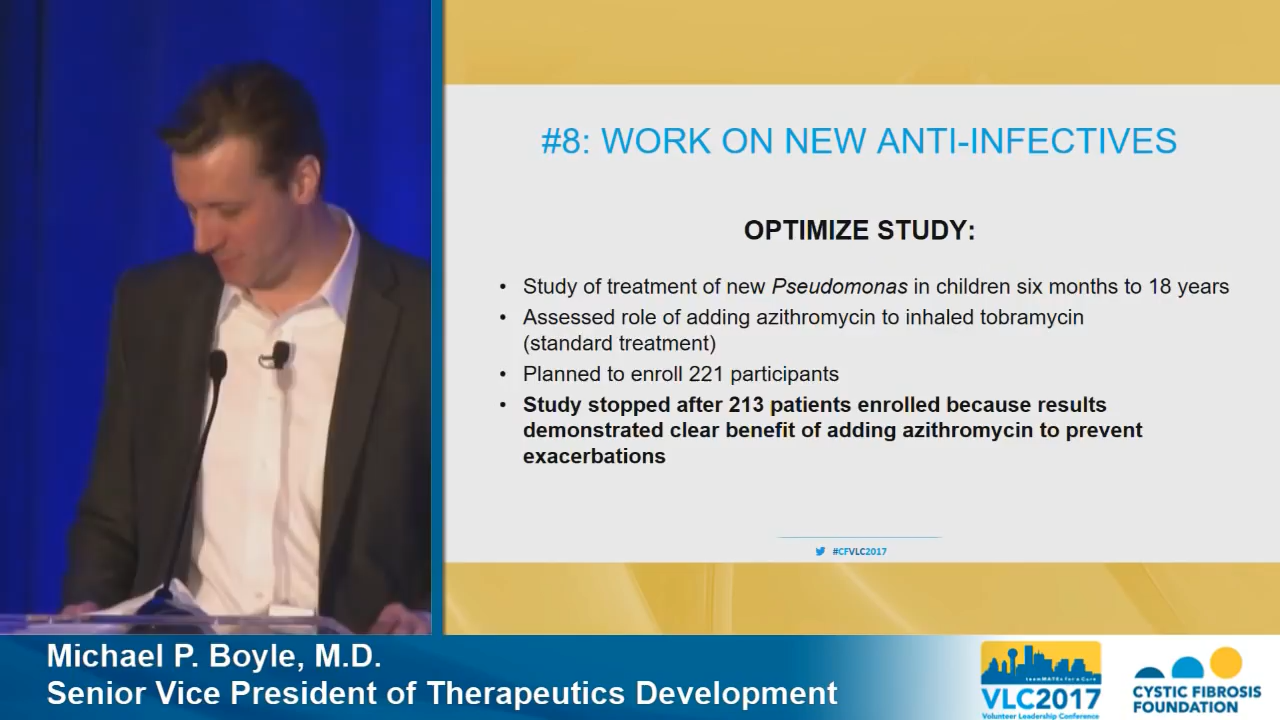 #8: WORK ON NEW ANTI-INFECTIVES
OPTIMIZE STUDY:
• Study of treatment of new Pseudomonas in children six months to 18 years
• Assessed role of adding azithromycin to inhaled tobramycin
(standard treatment)
• Planned to enroll 221 participants
• Study stopped after 213 patients enrolled because results
demonstrated clear benefit of adding azithromycin to prevent
exacerbations
#CFVLC2017
Michael P. Boyle, M.D.
Senior Vice President of Therapeutics Development
teamMATEs for a Cure
VLC2017
Volunteer Leadership Conference
CYSTIC FIBROSIS
FOUNDATION